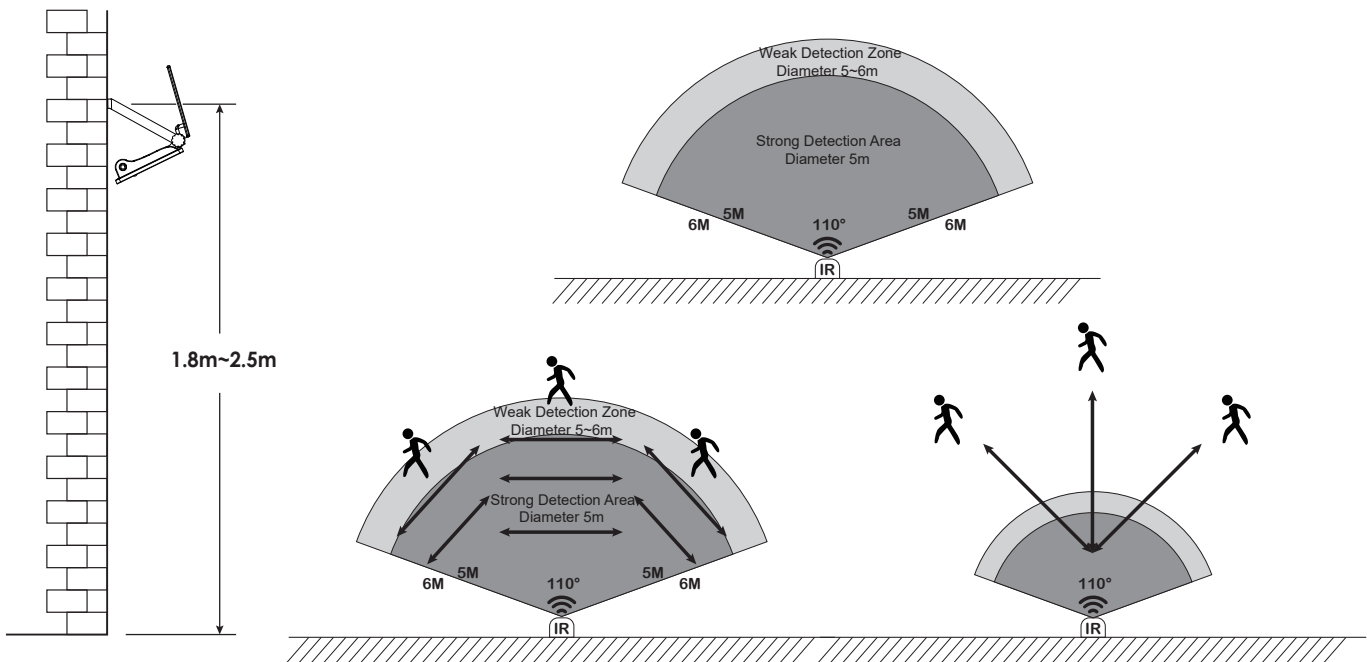 Weak Detection Zone
Diameter 5~6m
Strong Detection Area
Diameter 5m
6M 5M 110° 5M 6M
IR
1.8m~2.5m
Weak Detection Zone
Diameter 5~6m
Strong Detection Area
Diameter 5m
6M 5M 110° 5M 6M
IR
110°
IR